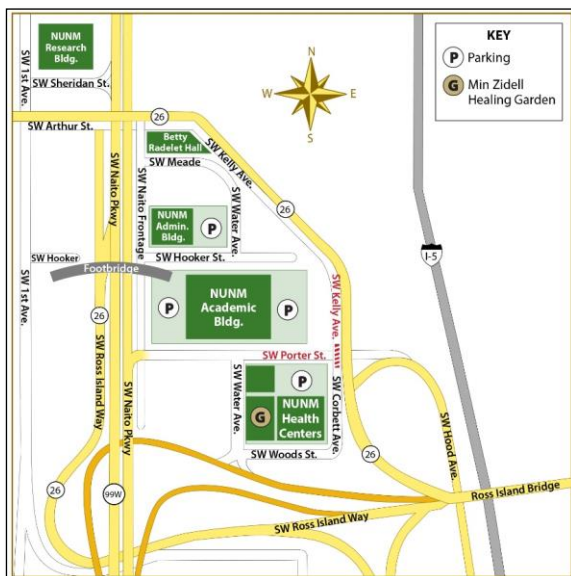 NUNM
Research
Bldg.
SW 1st Ave.
SW Sheridan St.
N
W
E
S
KEY
P
Parking
G
Min Zidell
Healing Garden
26
SW Arthur St.
Betty
Radelet Hall
SW Kelly Ave.
SW Meade
SW Naito Pkwy
SW Naito Frontage
SW Water Ave.
26
NUNM
Admin.
Bldg.
P
SW Hooker
SW Hooker St.
Footbridge
I-5
SW 1st Ave.
26
P
NUNM
Academic
Bldg.
P
SW Kelly Ave.
SW Ross Island Way
SW Naito Pkwy
SW Porter St.
SW Water Ave.
P
G
NUNM
Health
Centers
SW Corbett Ave.
SW Hood Ave.
SW Woods St.
26
26
99W
Ross Island Bridge
SW Ross Island Way